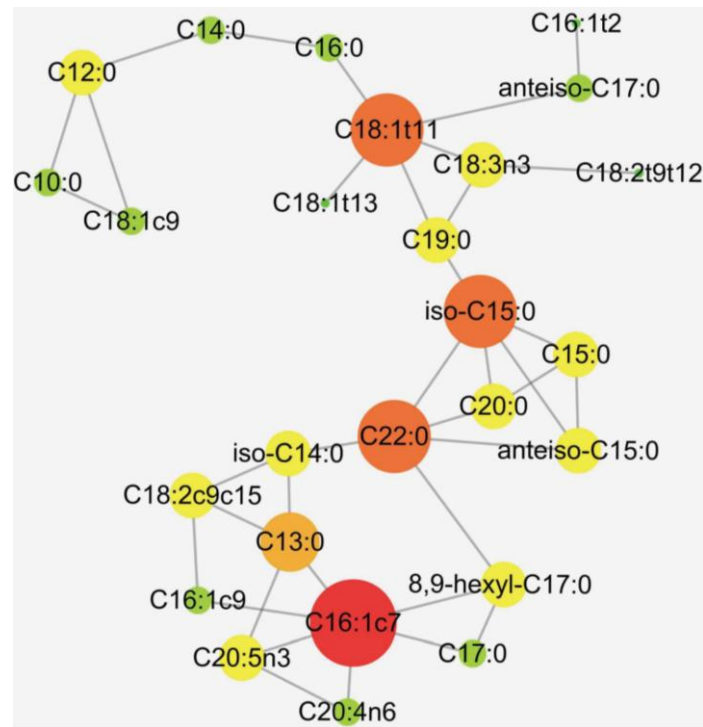 C14:0
C16:0
C16:1t2
C12:0
anteiso-C17:0
C18:1t11
C18:3n3
C18:2t9t12
C10:0
C18:1c9
C18:1t13
C19:0
iso-C15:0
C15:0
C20:0
C22:0
anteiso-C15:0
iso-C14:0
C18:2c9c15
C13:0
8,9-hexyl-C17:0
C16:1c9
C16:1c7
C17:0
C20:5n3
C20:4n6